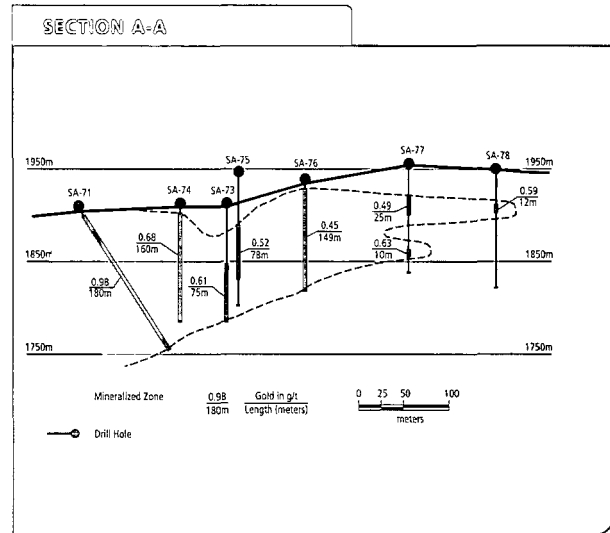 SECTION A-A
SA-75
SA-77
1950m
SA-76
SA-78
1950m
SA-71
SA-74
SA-73
0.59
12m
0.49
25m
0.68
160m
0.52
78m
0.45
149m
0.63
10m
1850m
1850m
0.98
180m
0.61
75m
1750m
1750m
Mineralized Zone
0.98
180m
Gold in g/t
Length (meters)
0 25 50 100
meters
Drill Hole